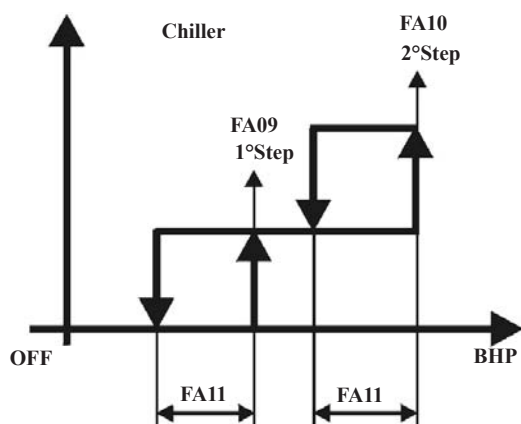 Chiller
FA10
2°Step
FA09
1°Step
OFF
BHP
FA11
FA11